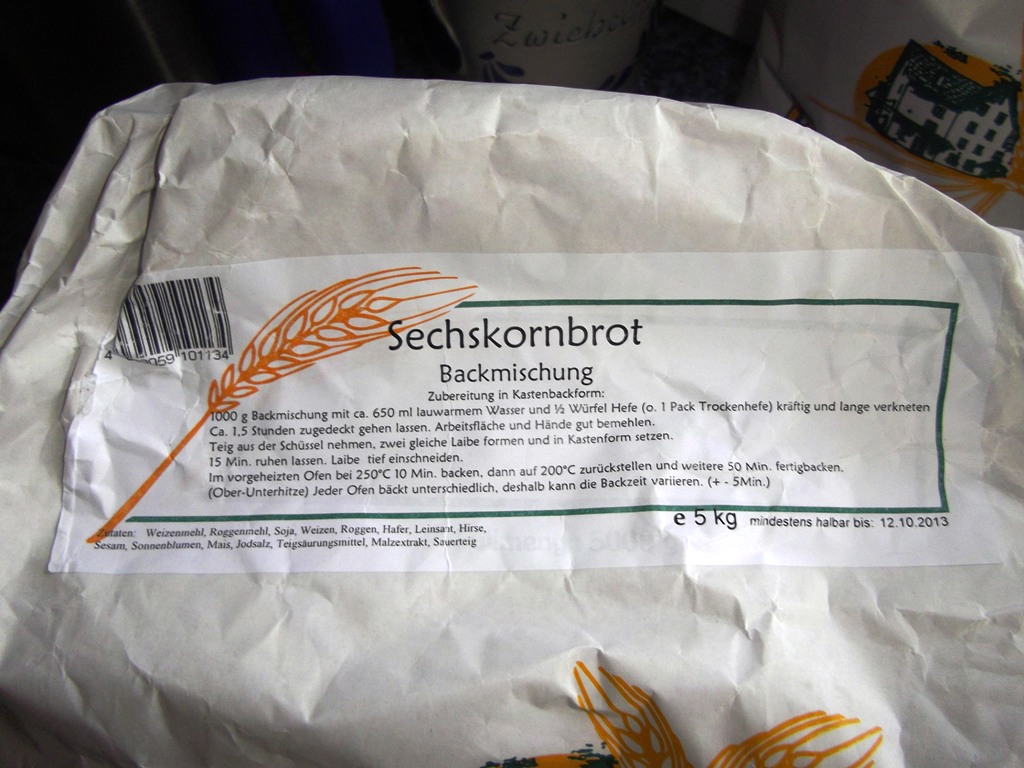 Sechskornbrot
Backmischung
Zubereitung in Kastenbackform:
1000 g Backmischung mit ca. 650 ml lauwarmem Wasser und ½ Würfel Hefe (o. 1 Pack Trockenhefe) kräftig und lange verkneten
Ca. 1,5 Stunden zugedeckt gehen lassen. Arbeitsfläche und Hände gut bemehlen.
Teig aus der Schüssel nehmen, zwei gleiche Laibe formen und in Kastenform setzen.
15 Min. ruhen lassen. Laibe tief einschneiden.
Im vorgeheizten Ofen bei 250°C 10 Min. backen, dann auf 200°C zurückstellen und weitere 50 Min. fertigbacken.
(Ober-Unterhitze) Jeder Ofen bäckt unterschiedlich, deshalb kann die Backzeit variieren. (+ - 5Min.)
e 5 kg mindestens halbar bis: 12.10.2013
Zutaten: Weizenmehl, Roggenmehl, Soja, Weizen, Roggen, Hafer, Leinsant, Hirse,
Sesam, Sonnenblumen, Mais, Jodsalz, Teigsäurungsmittel, Malzextrakt, Sauerteig
4 059 101134